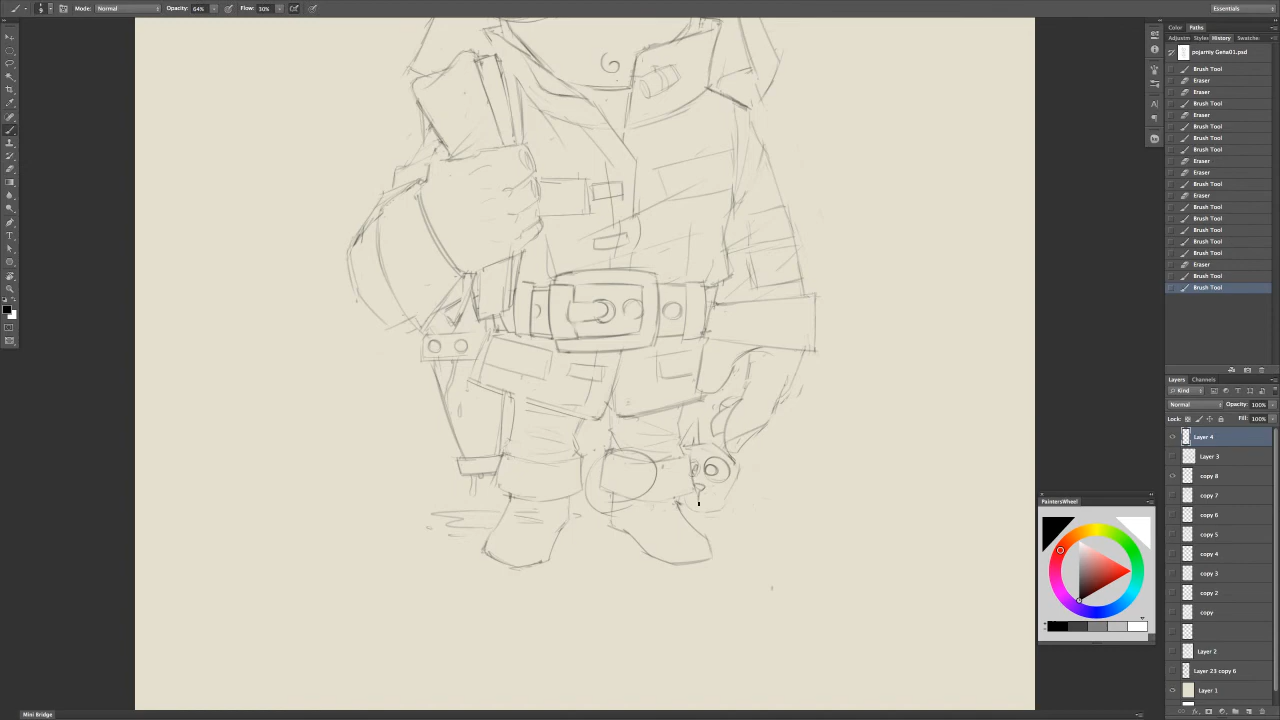 Mode: Normal Opacity: 64% Flow: 30% Essentials
Color Paths
Adjustm Styles History Swatche
pojarniy Geta01.psd
Brush Tool
Eraser
Eraser
Brush Tool
Eraser
Brush Tool
Brush Tool
Brush Tool
Eraser
Eraser
Brush Tool
Eraser
Brush Tool
Brush Tool
Brush Tool
Brush Tool
Brush Tool
Eraser
Brush Tool
Brush Tool
Layers Channels
Kind
Normal Opacity: 100%
Lock: Fill: 100%
Layer 4
Layer 3
copy 8
copy 7
copy 6
copy 5
copy 4
copy 3
copy 2
copy
Layer 2
Layer 23 copy 6
Layer 1
PaintersWheel
Mini Bridge